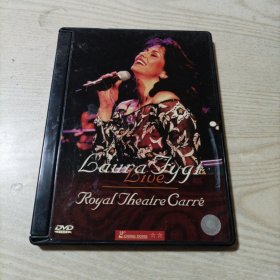 Laura Fygi
Live
Royal Theatre Carré
DVD